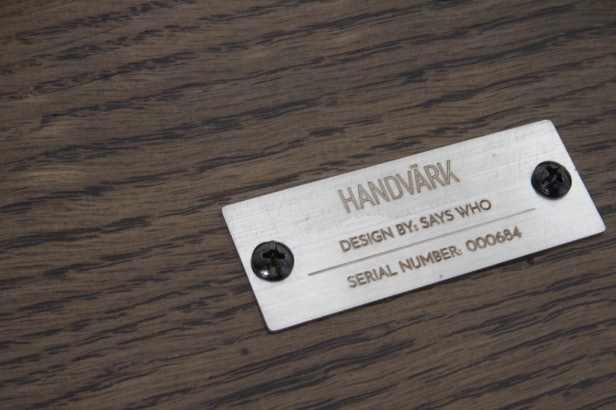 HANDVÄRK
DESIGN BY: SAYS WHO
SERIAL NUMBER: 000684